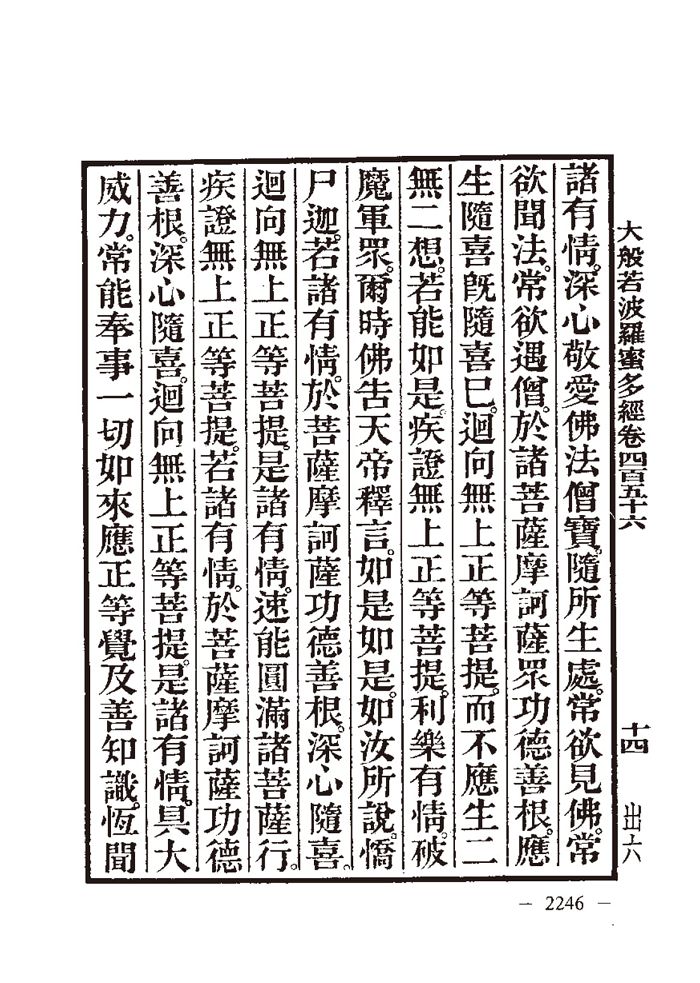 大般若波羅蜜多經卷四百五十六
十四
出六
諸有情。深心敬愛佛法僧寶。隨所生處。常欲見佛。常
欲聞法。常欲遇僧。於諸菩薩摩訶薩眾功德善根。應
生隨喜旣隨喜已。迴向無上正等菩提。而不應生二
無二想。若能如是。疾證無上正等菩提。利樂有情。破
魔軍眾。爾時佛告天帝釋言。如是如是。如汝所說。憍
尸迦。若諸有情。於菩薩摩訶薩功德善根。深心隨喜。
迴向無上正等菩提。是諸有情。速能圓滿諸菩薩行。
疾證無上正等菩提。若諸有情。於菩薩摩訶薩功德
善根。深心隨喜。迴向無上正等菩提。是諸有情。具大
威力。常能奉事一切如來應正等覺及善知識。恆聞
— 2246 —